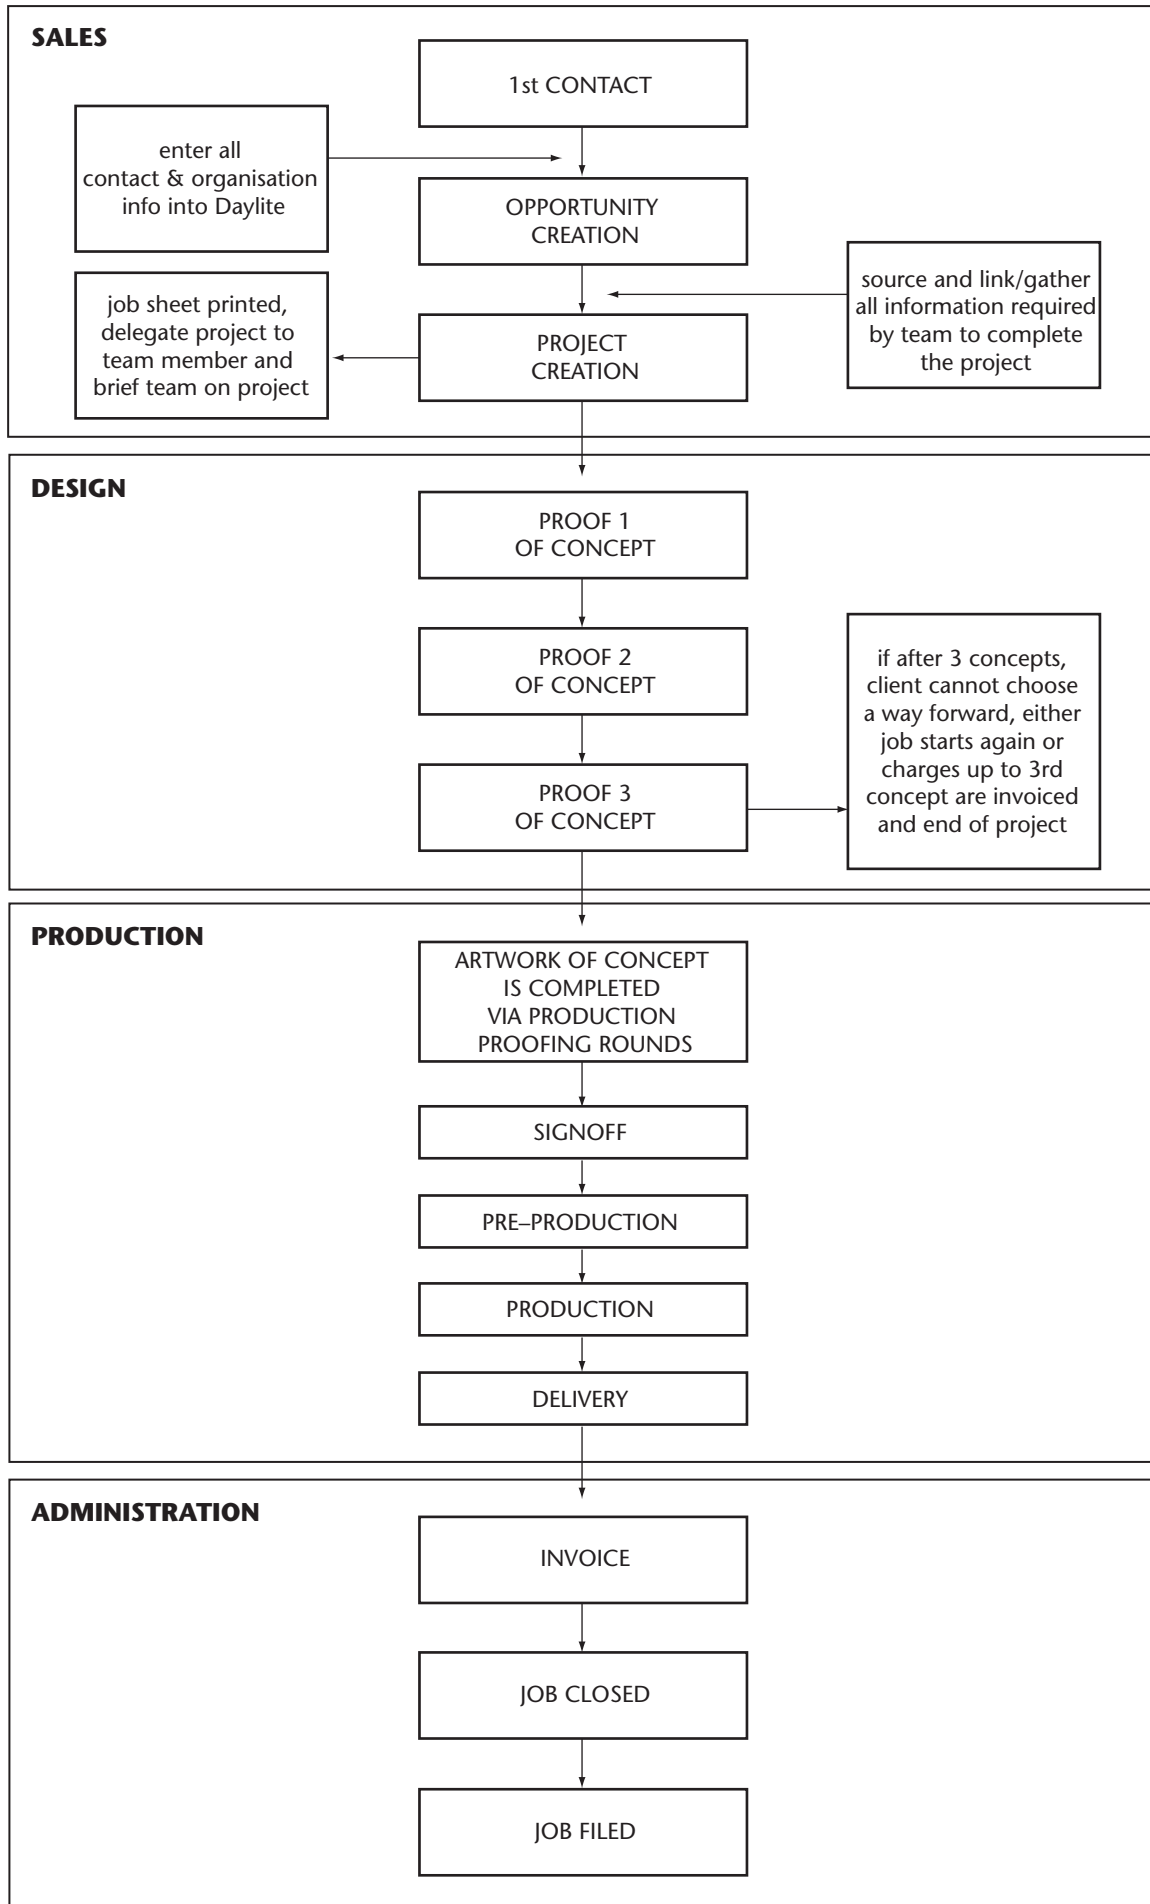 SALES
1st CONTACT
enter all
contact & organisation
info into Daylite
OPPORTUNITY
CREATION
source and link/gather
all information required
by team to complete
the project
job sheet printed,
delegate project to
team member and
brief team on project
PROJECT
CREATION
DESIGN
PROOF 1
OF CONCEPT
PROOF 2
OF CONCEPT
if after 3 concepts,
client cannot choose
a way forward, either
job starts again or
charges up to 3rd
concept are invoiced
and end of project
PROOF 3
OF CONCEPT
PRODUCTION
ARTWORK OF CONCEPT
IS COMPLETED
VIA PRODUCTION
PROOFING ROUNDS
SIGNOFF
PRE–PRODUCTION
PRODUCTION
DELIVERY
ADMINISTRATION
INVOICE
JOB CLOSED
JOB FILED